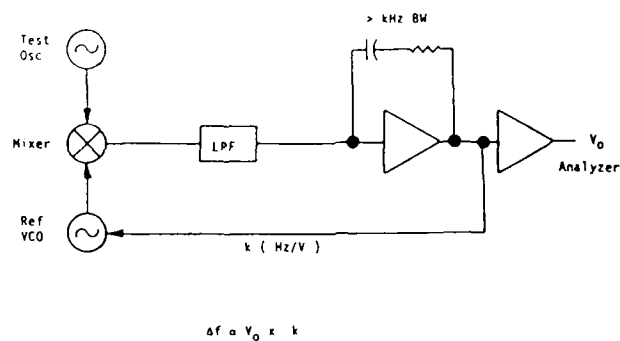 > kHz BW
Test
Osc
Mixer
LPF
V₀
Analyzer
Ref
VCO
k ( Hz/V )
Δf α V₀ x k